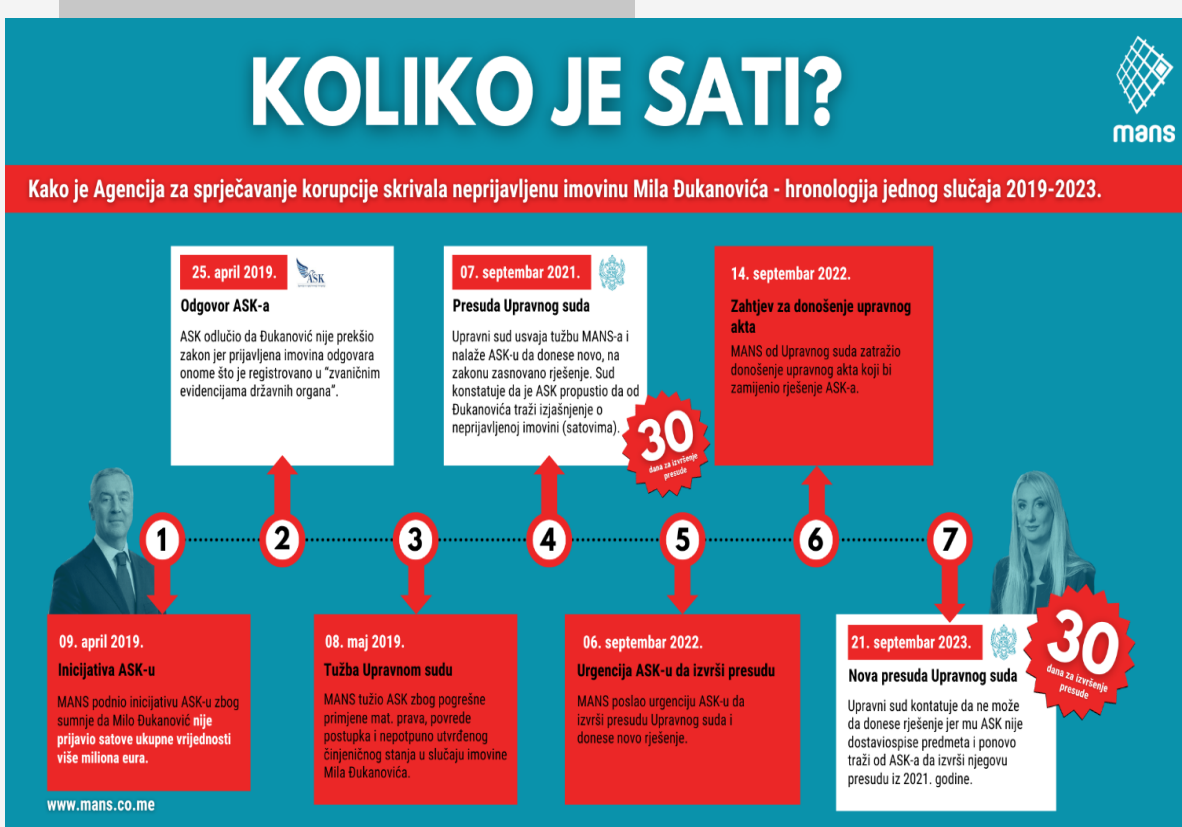 KOLIKO JE SATI?
mans
Kako je Agencija za sprječavanje korupcije skrivala neprijavljenu imovinu Mila Đukanovića - hronologija jednog slučaja 2019-2023.
25. april 2019.
ASK
Odgovor ASK-a
ASK odlučio da Đukanović nije prekšio
zakon jer prijavljena imovina odgovara
onome što je registrovano u "zvaničnim
evidencijama državnih organa".
07. septembar 2021.
Presuda Upravnog suda
Upravni sud usvaja tužbu MANS-a i
nalaže ASK-u da donese novo, na
zakonu zasnovano rješenje. Sud
konstatuje da je ASK propustio da od
Đukanovića traži izjašnjenje o
neprijavljenoj imovini (satovima).
30
dana za izvršenje
presude
14. septembar 2022.
Zahtjev za donošenje upravnog
akta
MANS od Upravnog suda zatražio
donošenje upravnog akta koji bi
zamijenio rješenje ASK-a.
1
2
3
4
5
6
7
09. april 2019.
Inicijativa ASK-u
MANS podnio inicijativu ASK-u zbog
sumnje da Milo Đukanović nije
prijavio satove ukupne vrijednosti
više miliona eura.
08. maj 2019.
Tužba Upravnom sudu
MANS tužio ASK zbog pogrešne
primjene mat. prava, povrede
postupka i nepotpuno utvrđenog
činjeničnog stanja u slučaju imovine
Mila Đukanovića.
06. septembar 2022.
Urgencija ASK-u da izvrši presudu
MANS poslao urgenciju ASK-u da
izvrši presudu Upravnog suda i
donese novo rješenje.
21. septembar 2023.
Nova presuda Upravnog suda
Upravni sud kontatuje da ne može
da donese rješenje jer mu ASK nije
dostaviospise predmeta i ponovo
traži od ASK-a da izvrši njegovu
presudu iz 2021. godine.
30
dana za izvršenje
presude
www.mans.co.me